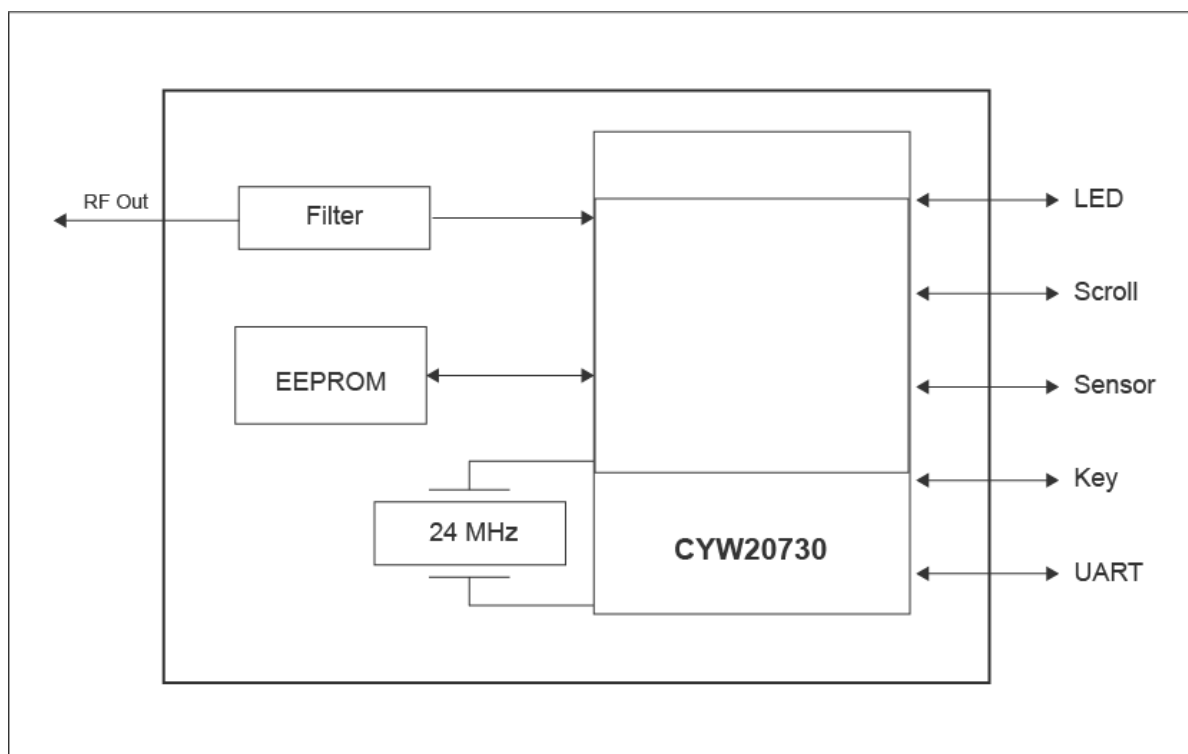 RF Out
Filter
LED
Scroll
EEPROM
Sensor
Key
24 MHz
CYW20730
UART